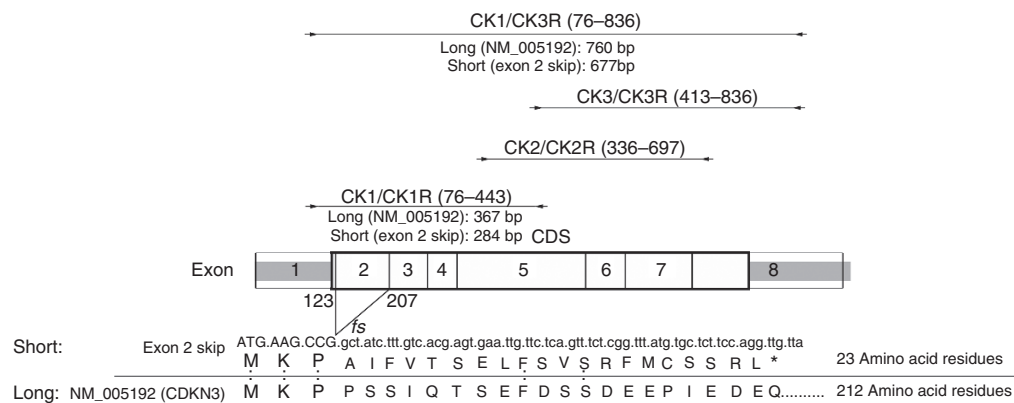 CK1/CK3R (76–836)
Long (NM_005192): 760 bp
Short (exon 2 skip): 677bp
CK3/CK3R (413–836)
CK2/CK2R (336–697)
CK1/CK1R (76–443)
Long (NM_005192): 367 bp
Short (exon 2 skip): 284 bp CDS
Exon 1 2 3 4 5 6 7 8
123 207
fs
Short: Exon 2 skip ATG.AAG.CCG.gct.atc.ttt.gtc.acg.agt.gaa.ttg.ttc.tca.gtt.tct.cgg.ttt.atg.tgc.tct.tcc.agg.ttg.tta
M K P A I F V T S E L F S V S R F M C S S R L * 23 Amino acid residues
Long: NM_005192 (CDKN3) M K P P S S I Q T S E F D S S D E E P I E D E Q.......... 212 Amino acid residues